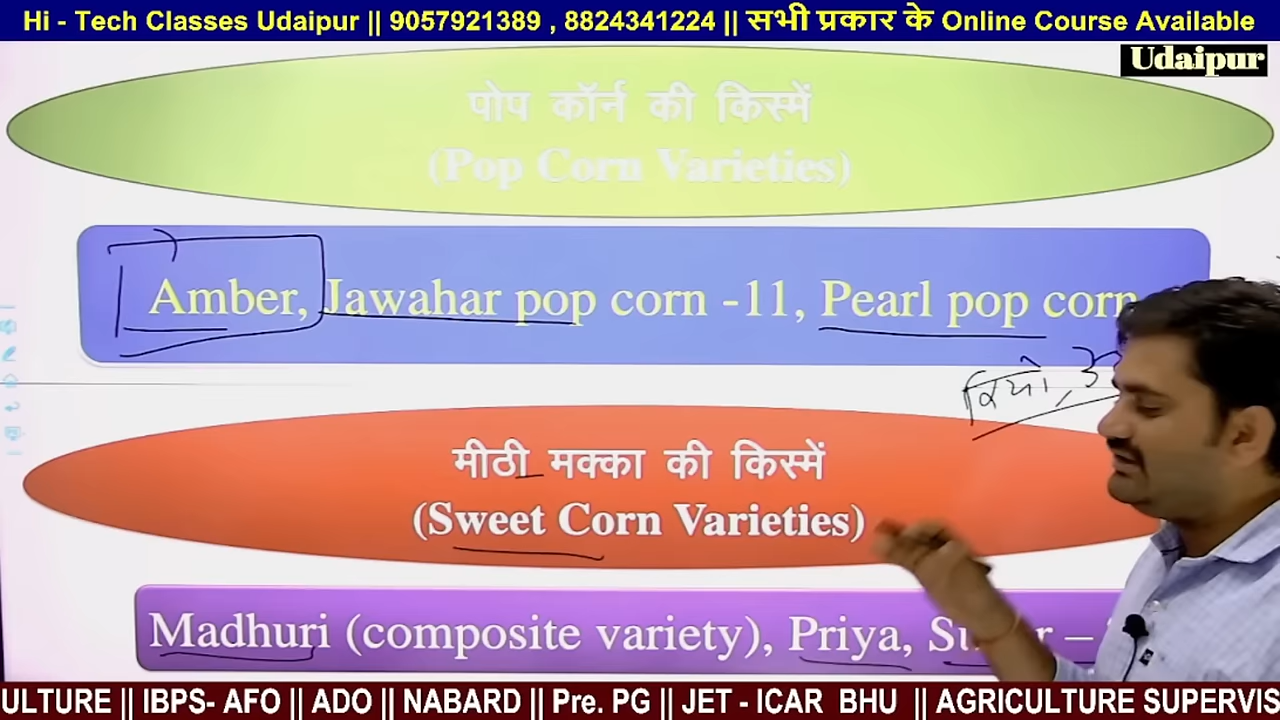 Hi - Tech Classes Udaipur || 9057921389 , 8824341224 || सभी प्रकार के Online Course Available
Udaipur
पोप कॉर्न की किस्में
(Pop Corn Varieties)
Amber, Jawahar pop corn -11, Pearl pop corn
मीठी मक्का की किस्में
(Sweet Corn Varieties)
Madhuri (composite variety), Priya,
ULTURE || IBPS- AFO || ADO || NABARD || Pre. PG || JET - ICAR BHU || AGRICULTURE SUPERVIS